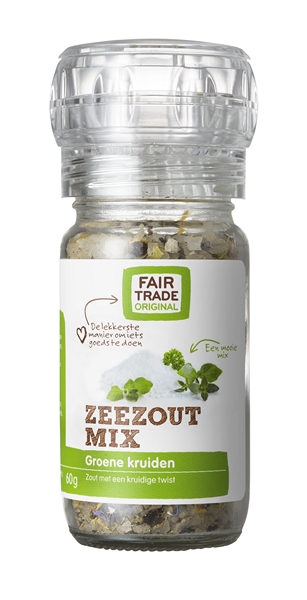 FAIR
TRADE
ORIGINAL
De lekkerste
manier om iets
goeds te doen
Een mooie
mix
ZEEZOUT
MIX
Groene kruiden
Zout met een kruidige twist
60g